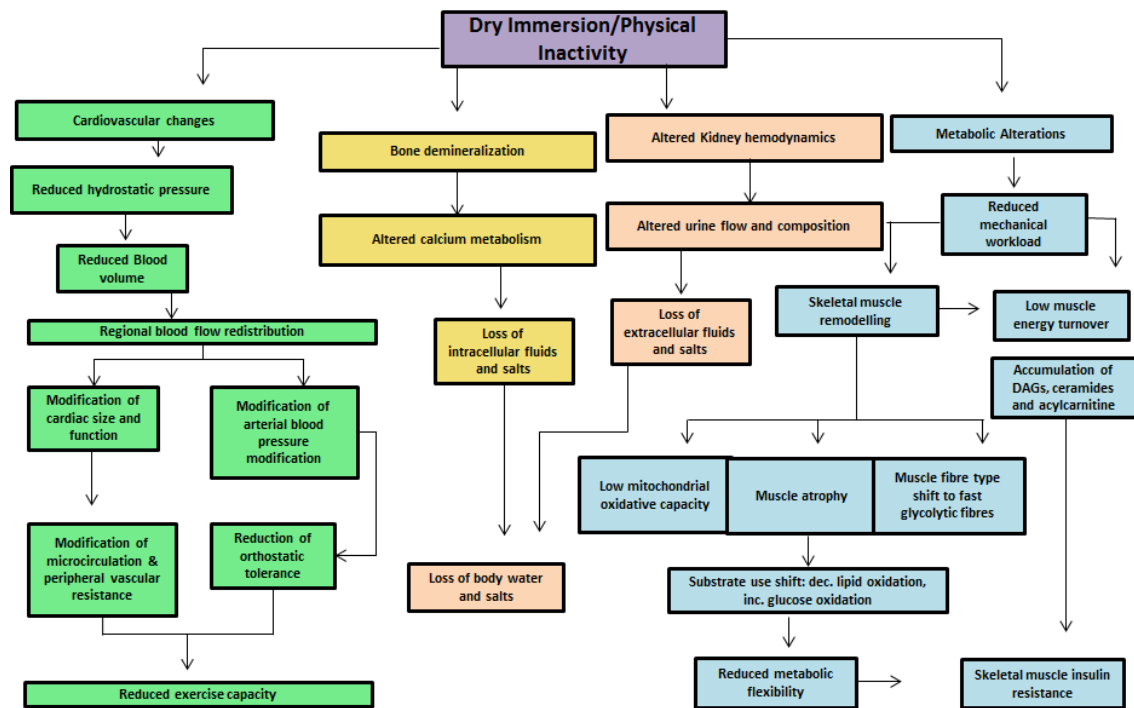 Dry Immersion/Physical
Inactivity
Cardiovascular changes
Reduced hydrostatic pressure
Reduced Blood
volume
Regional blood flow redistribution
Modification of
cardiac size and
function
Modification of
arterial blood
pressure
modification
Modification of
microcirculation &
peripheral vascular
resistance
Reduction of
orthostatic
tolerance
Reduced exercise capacity
Bone demineralization
Altered calcium metabolism
Loss of
intracellular fluids
and salts
Altered Kidney hemodynamics
Altered urine flow and composition
Loss of
extracellular fluids
and salts
Loss of body water
and salts
Metabolic Alterations
Reduced
mechanical
workload
Skeletal muscle
remodelling
Low muscle
energy turnover
Accumulation of
DAGs, ceramides
and acylcarnitine
Low mitochondrial
oxidative capacity
Muscle atrophy
Muscle fibre type
shift to fast
glycolytic fibres
Substrate use shift: dec. lipid oxidation,
inc. glucose oxidation
Reduced metabolic
flexibility
Skeletal muscle insulin
resistance